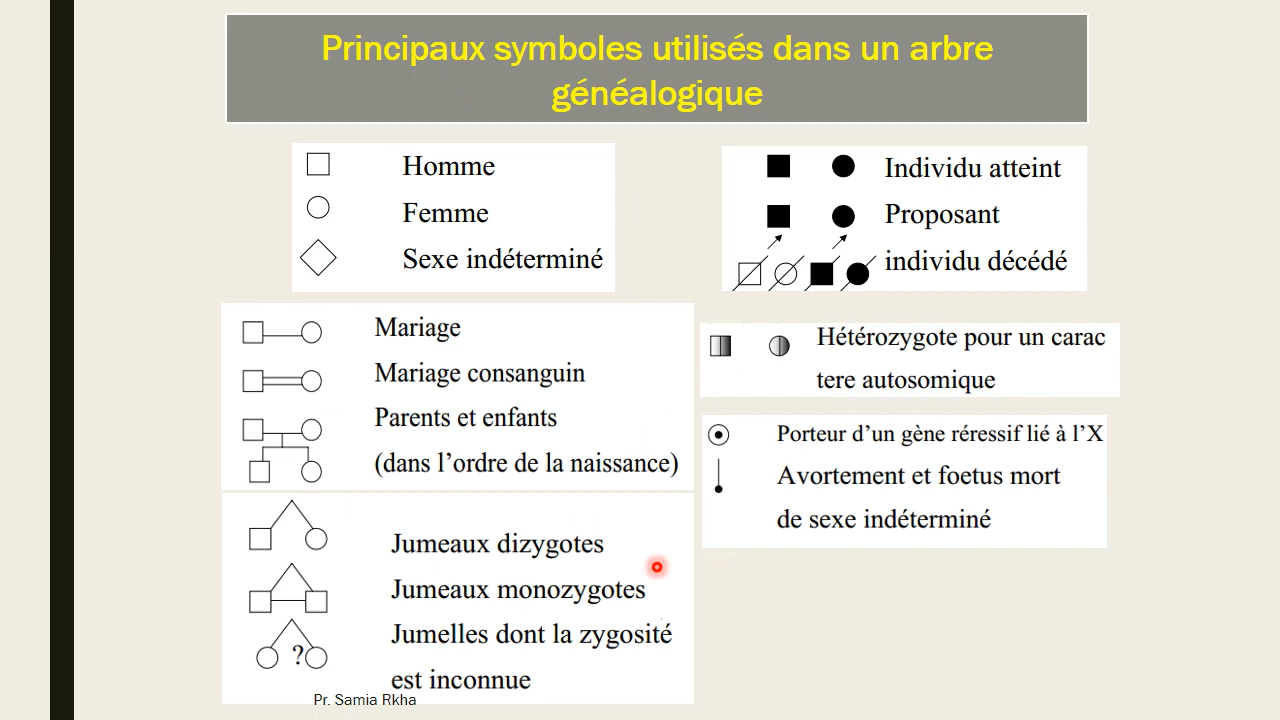 Principaux symboles utilisés dans un arbre
généalogique
Homme
Femme
Sexe indéterminé
Individu atteint
Proposant
individu décédé
Mariage
Mariage consanguin
Parents et enfants
(dans l'ordre de la naissance)
Hétérozygote pour un carac
tere autosomique
Porteur d'un gène réressif lié à l'X
Avortement et foetus mort
de sexe indéterminé
Jumeaux dizygotes
Jumeaux monozygotes
Jumelles dont la zygosité
?
est inconnue
Pr. Samia Rkha